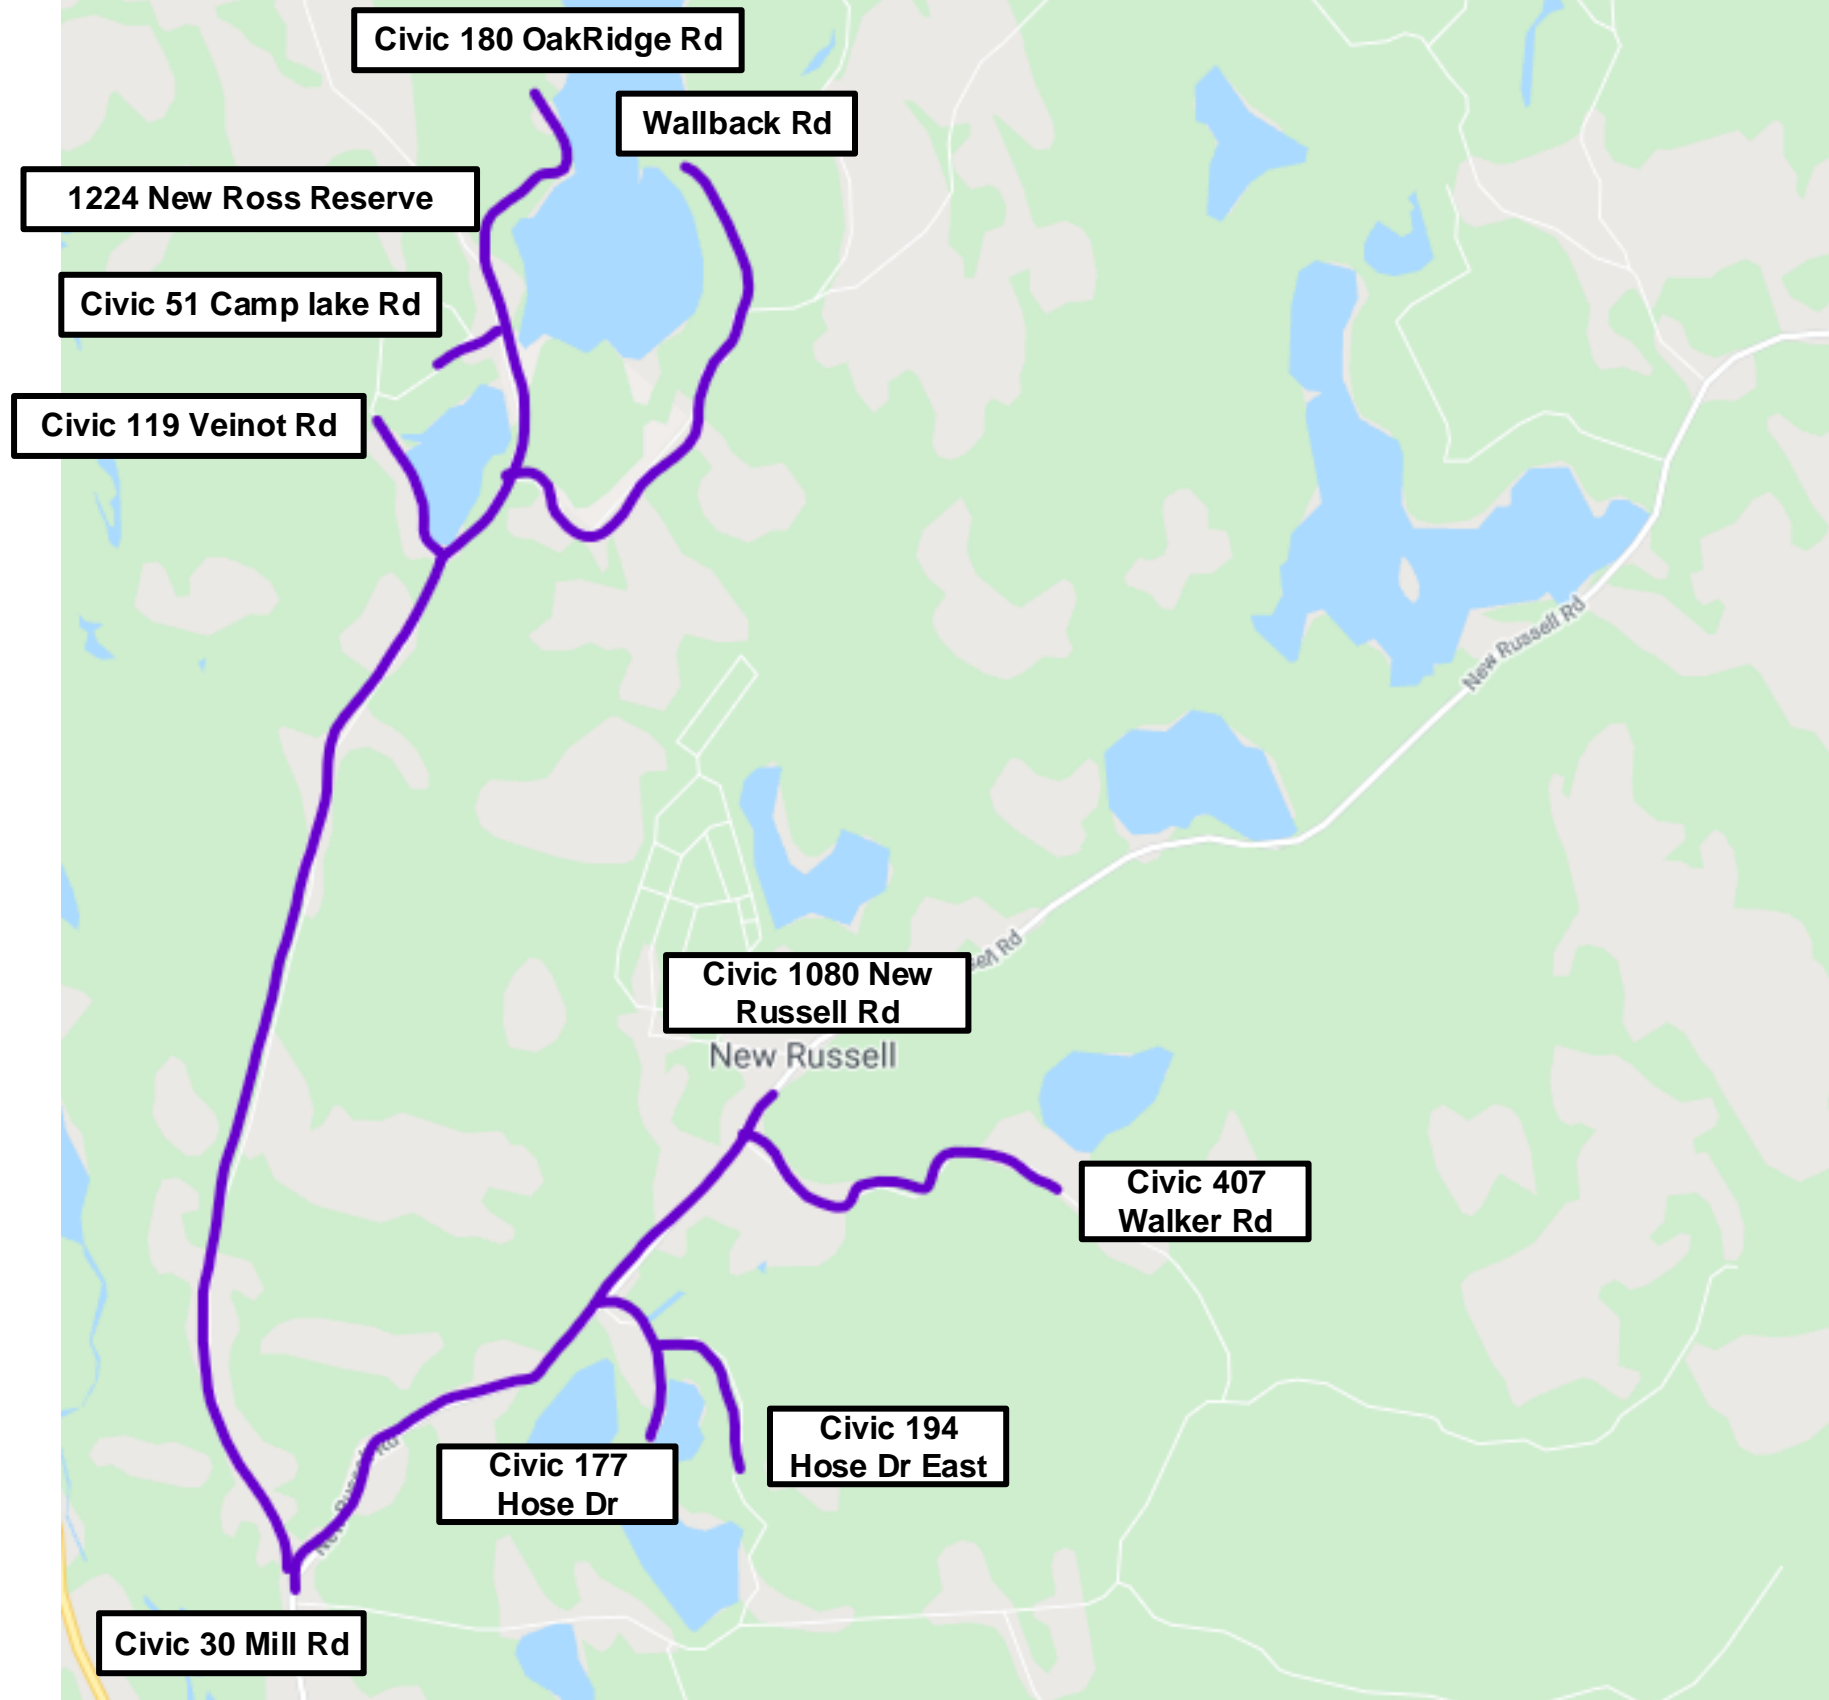 Civic 180 OakRidge Rd
Wallback Rd
1224 New Ross Reserve
Civic 51 Camp lake Rd
Civic 119 Veinot Rd
New Russell Rd
Civic 1080 New
Russell Rd
Rd
New Russell
Civic 407
Walker Rd
Civic 194
Hose Dr East
Civic 177
Hose Dr
Rd
Civic 30 Mill Rd